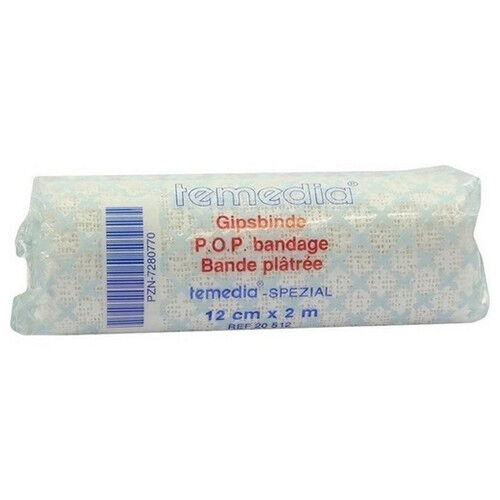 temedia®
Gipsbinde
P.O.P. bandage
Bande plâtrée
temedia®-SPEZIAL
12 cm x 2 m
REF 20 512
PZN-7280770